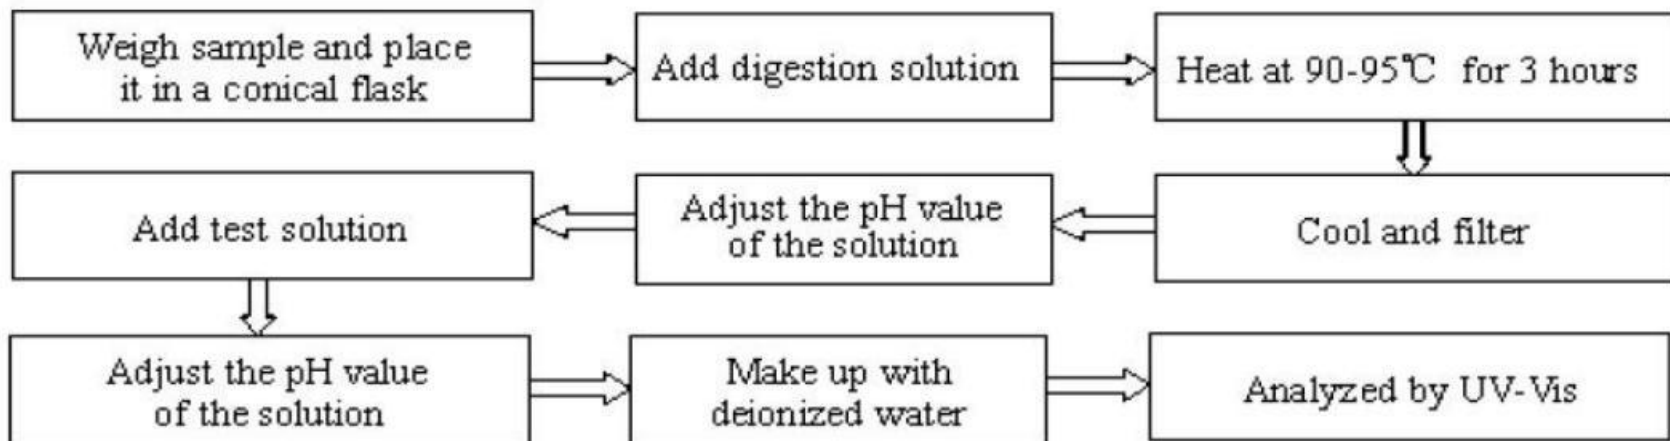 Weigh sample and place
it in a conical flask
Add digestion solution
Heat at 90-95℃ for 3 hours
Cool and filter
Adjust the pH value
of the solution
Add test solution
Adjust the pH value
of the solution
Make up with
deionized water
Analyzed by UV-Vis